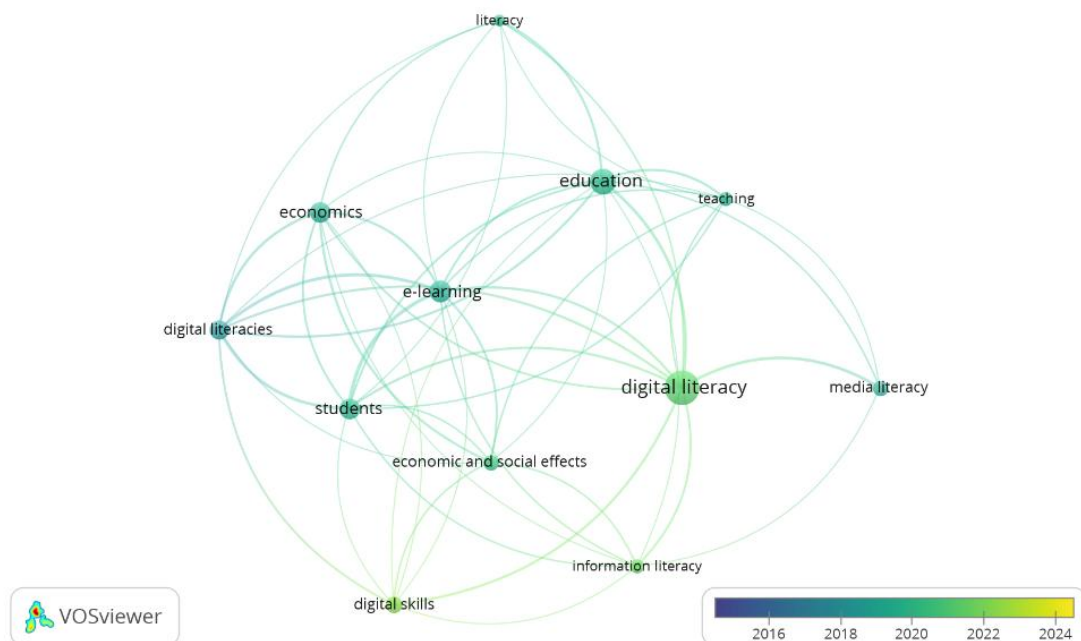 literacy
education
teaching
economics
e-learning
digital literacies
digital literacy
media literacy
students
economic and social effects
information literacy
digital skills
VOSviewer
2016 2018 2020 2022 2024